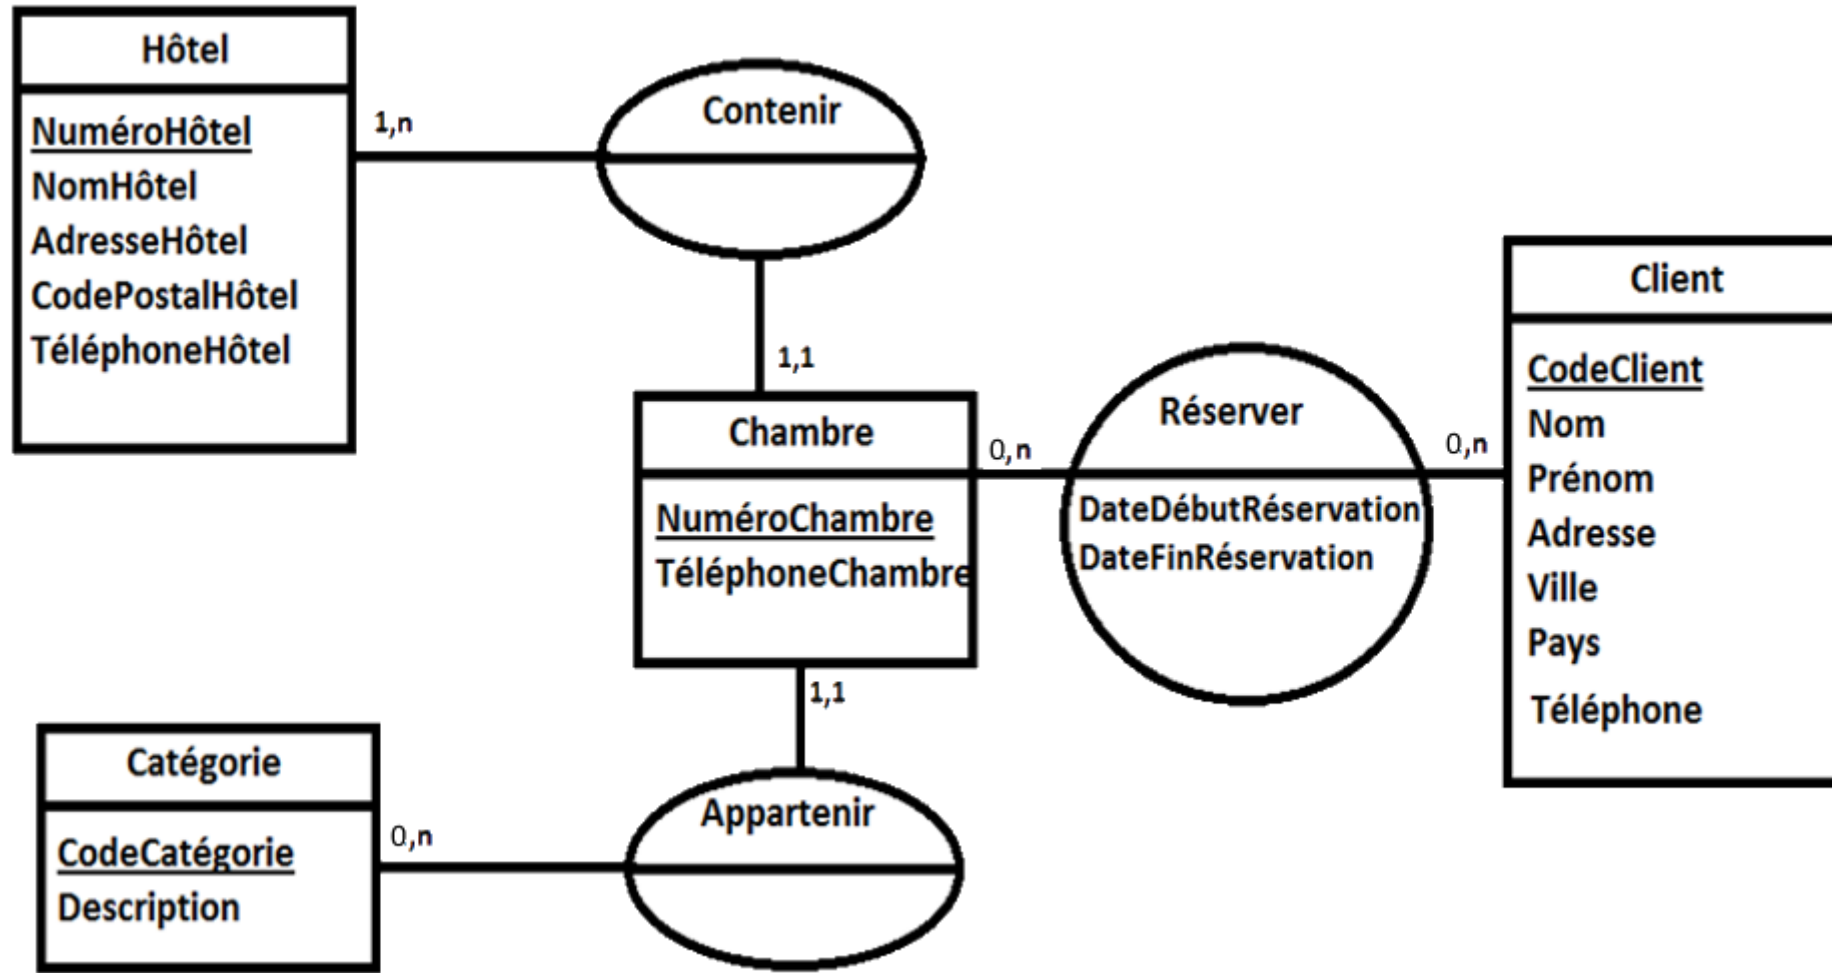 Hôtel
NuméroHôtel
NomHôtel
AdresseHôtel
CodePostalHôtel
TéléphoneHôtel
1,n
Contenir
1,1
Chambre
NuméroChambre
TéléphoneChambre
0,n
Réserver
DateDébutRéservation
DateFinRéservation
0,n
Client
CodeClient
Nom
Prénom
Adresse
Ville
Pays
Téléphone
1,1
Appartenir
0,n
Catégorie
CodeCatégorie
Description